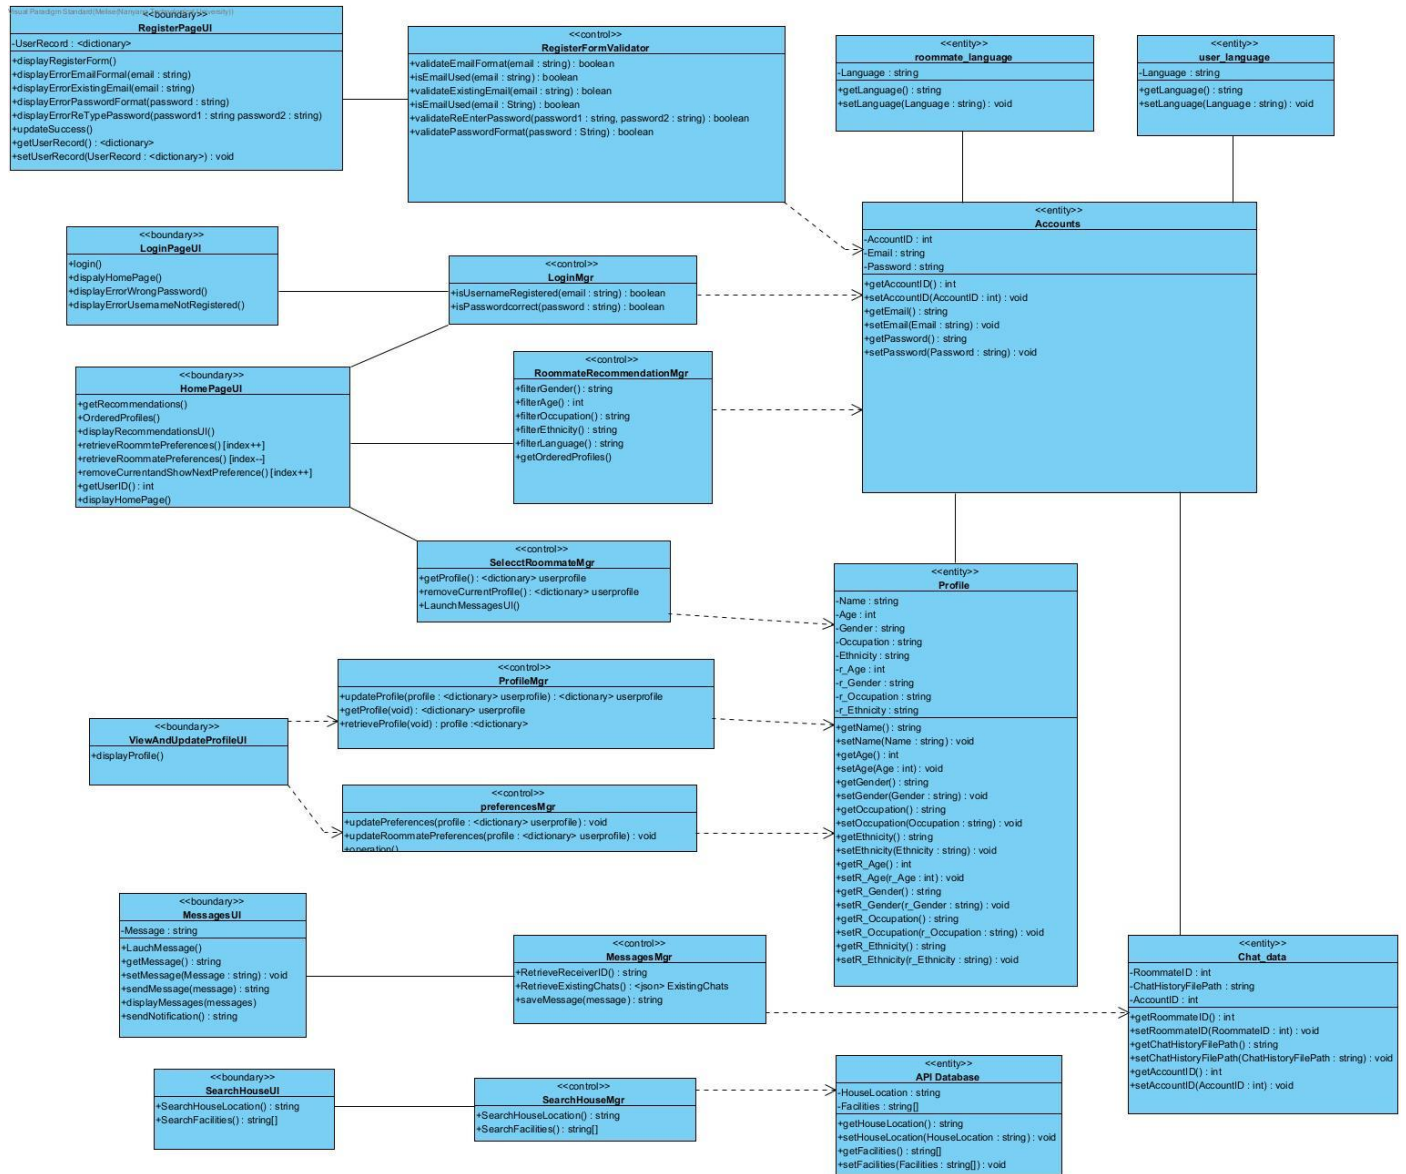 Visual Paradigm Standard(
<<boundary>>
RegisterPageUI
-UserRecord : <dictionary>
+displayRegisterForm()
+displayErrorEmailFormal(email : string)
+displayErrorExistingEmail(email : string)
+displayErrorPasswordFormat(password : string)
+displayErrorReTypePassword(password1 : string password2 : string)
+updateSuccess()
+getUserRecord() : <dictionary>
+setUserRecord(UserRecord : <dictionary>) : void
<<control>>
RegisterFormValidator
+validateEmailFormat(email : string) : boolean
+isEmailUsed(email : string) : boolean
+validateExistingEmail(email : string) : bolean
+isEmailUsed(email : String) : boolean
+validateReEnterPassword(password1 : string, password2 : string) : boolean
+validatePasswordFormat(password : String) : boolean
<<entity>>
roommate_language
-Language : string
+getLanguage() : string
+setLanguage(Language : string) : void
<<entity>>
user_language
-Language : string
+getLanguage() : string
+setLanguage(Language : string) : void
<<entity>>
Accounts
-AccountID : int
-Email : string
-Password : string
+getAccountID() : int
+setAccountID(AccountID : int) : void
+getEmail() : string
+setEmail(Email : string) : void
+getPassword() : string
+setPassword(Password : string) : void
<<boundary>>
LoginPageUI
+login()
+dispalyHomePage()
+displayErrorWrongPassword()
+displayErrorUsernameNotRegistered()
<<control>>
LoginMgr
+isUsernameRegistered(email : string) : boolean
+isPasswordcorrect(password : string) : boolean
<<boundary>>
HomePageUI
+getRecommendations()
+OrderedProfiles()
+displayRecommendationsUI()
+retrieveRoommtePreferences() [index++]
+retrieveRoommatePreferences() [index--]
+removeCurrentandShowNextPreference() [index++]
+getUserID() : int
+displayHomePage()
<<control>>
RoommateRecommendationMgr
+filterGender() : string
+filterAge() : int
+filterOccupation() : string
+filterEthnicity() : string
+filterLanguage() : string
+getOrderedProfiles()
<<control>>
SelecctRoommateMgr
+getProfile() : <dictionary> userprofile
+removeCurrentProfile() : <dictionary> userprofile
+LaunchMessagesUI()
<<entity>>
Profile
-Name : string
-Age : int
-Gender : string
-Occupation : string
-Ethnicity : string
-r_Age : int
-r_Gender : string
-r_Occupation : string
-r_Ethnicity : string
+getName() : string
+setName(Name : string) : void
+getAge() : int
+setAge(Age : int) : void
+getGender() : string
+setGender(Gender : string) : void
+getOccupation() : string
+setOccupation(Occupation : string) : void
+getEthnicity() : string
+setEthnicity(Ethnicity : string) : void
+getR_Age() : int
+setR_Age(r_Age : int) : void
+getR_Gender() : string
+setR_Gender(r_Gender : string) : void
+getR_Occupation() : string
+setR_Occupation(r_Occupation : string) : void
+getR_Ethnicity() : string
+setR_Ethnicity(r_Ethnicity : string) : void
<<control>>
ProfileMgr
+updateProfile(profile : <dictionary> userprofile) : <dictionary> userprofile
+getProfile(void) : <dictionary> userprofile
+retrieveProfile(void) : profile :<dictionary>
<<boundary>>
ViewAndUpdateProfileUI
+displayProfile()
<<control>>
preferencesMgr
+updatePreferences(profile : <dictionary> userprofile) : void
+updateRoommatePreferences(profile : <dictionary> userprofile) : void
+operation()
<<boundary>>
MessagesUI
-Message : string
+LauchMessage()
+getMessage() : string
+setMessage(Message : string) : void
+sendMessage(message) : string
+displayMessages(messages)
+sendNotification() : string
<<control>>
MessagesMgr
+RetrieveReceiverID() : string
+RetrieveExistingChats() : <json> ExistingChats
+saveMessage(message) : string
<<entity>>
Chat_data
-RoommateID : int
-ChatHistoryFilePath : string
-AccountID : int
+getRoommateID() : int
+setRoommateID(RoommateID : int) : void
+getChatHistoryFilePath() : string
+setChatHistoryFilePath(ChatHistoryFilePath : string) : void
+getAccountID() : int
+setAccountID(AccountID : int) : void
<<boundary>>
SearchHouseUI
+SearchHouseLocation() : string
+SearchFacilities() : string[]
<<control>>
SearchHouseMgr
+SearchHouseLocation() : string
+SearchFacilities() : string[]
<<entity>>
API Database
-HouseLocation : string
-Facilities : string[]
+getHouseLocation() : string
+setHouseLocation(HouseLocation : string) : void
+getFacilities() : string[]
+setFacilities(Facilities : string[]) : void